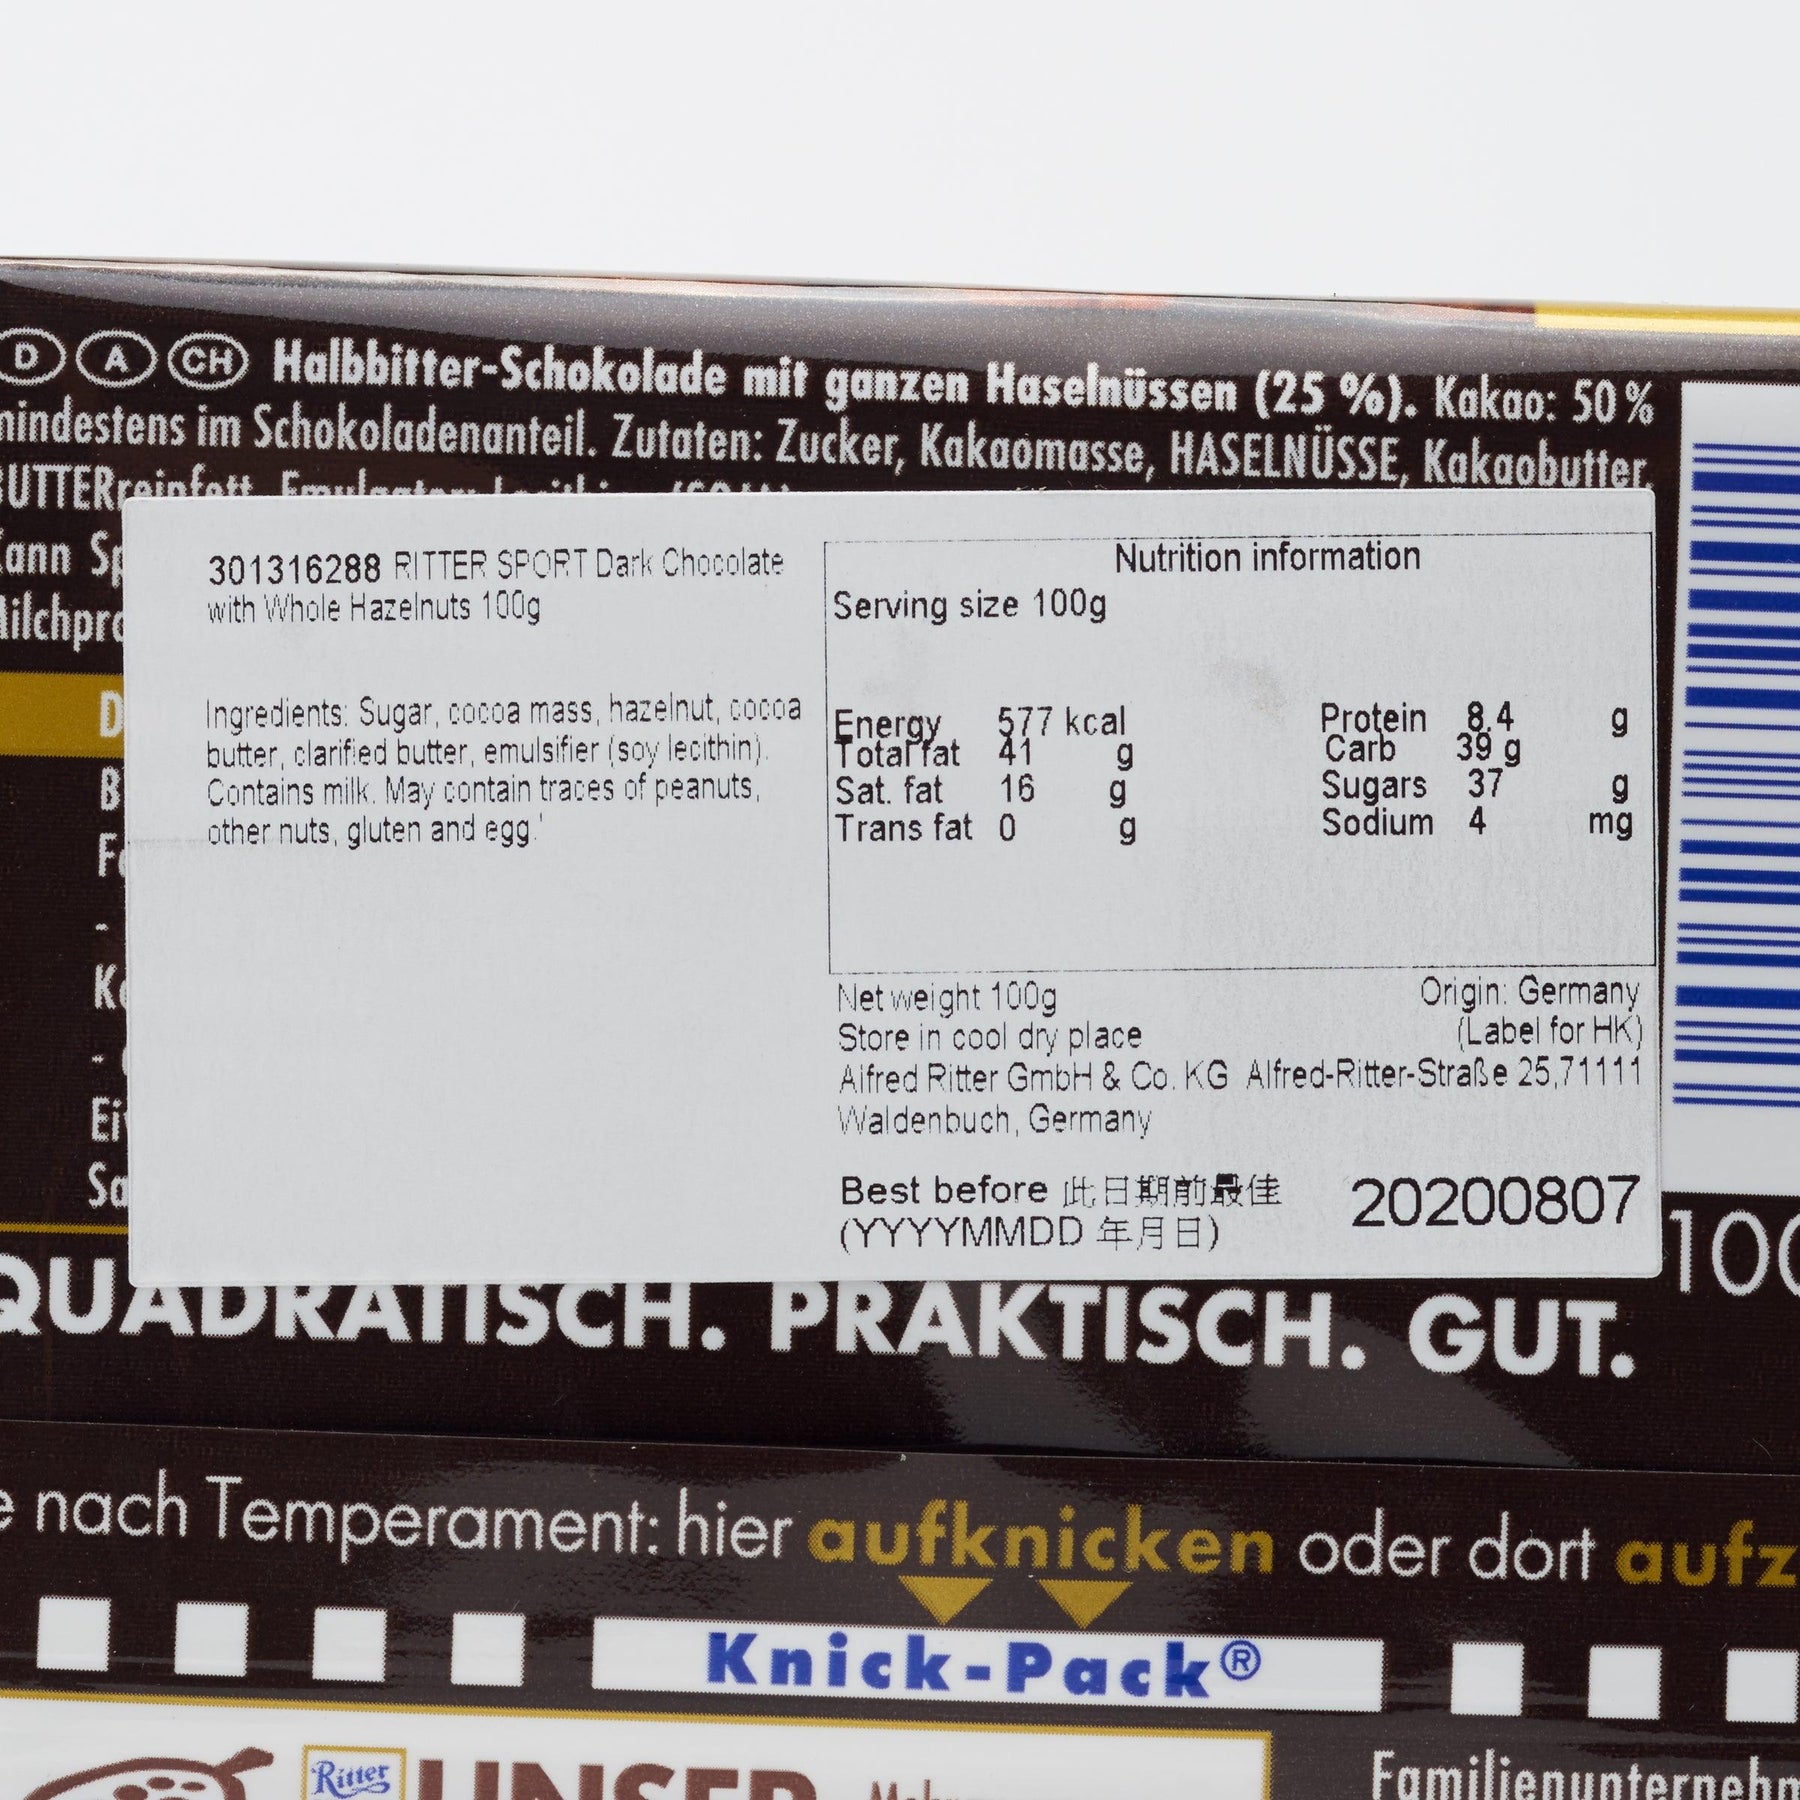 D A CH Halbbitter-Schokolade mit ganzen Haselnüssen (25 %). Kakao: 50 %
mindestens im Schokoladenanteil. Zutaten: Zucker, Kakaomasse, HASELNÜSSE, Kakaobutter,
BUTTERreinfett,
301316288 RITTER SPORT Dark Chocolate
with Whole Hazelnuts 100g
Ingredients: Sugar, cocoa mass, hazelnut, cocoa
butter, clarified butter, emulsifier (soy lecithin).
Contains milk. May contain traces of peanuts,
other nuts, gluten and egg.'
Nutrition information
Serving size 100g
Energy 577 kcal Protein 8.4 g
Total fat 41 g Carb 39 g
Sat. fat 16 g Sugars 37 g
Trans fat 0 g Sodium 4 mg
Net weight 100g Origin: Germany
Store in cool dry place (Label for HK)
Alfred Ritter GmbH & Co. KG Alfred-Ritter-Straße 25,71111
Waldenbuch, Germany
Best before 此日期前最佳 20200807
(YYYYMMDD 年月日)
100
QUADRATISCH. PRAKTISCH. GUT.
e nach Temperament: hier aufknicken oder dort aufz
Knick-Pack®
Ritter UNSER
Familienunternehm